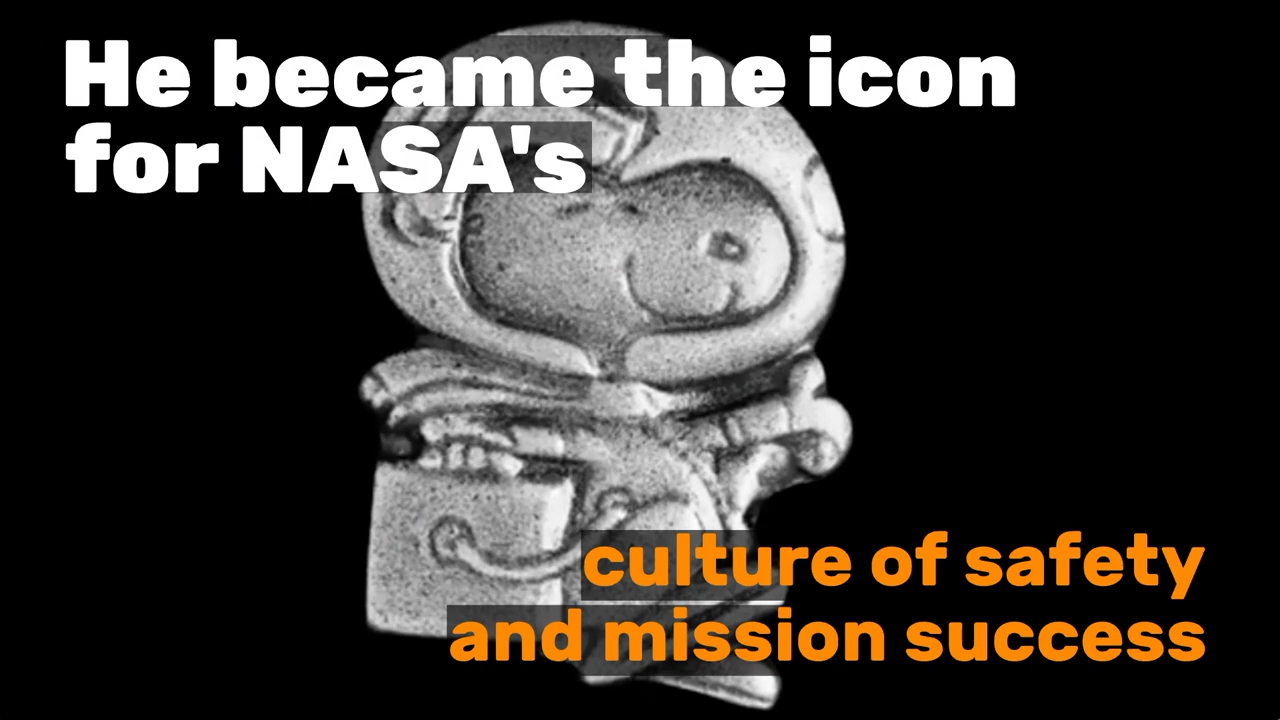 He became the icon
for NASA's
culture of safety
and mission success